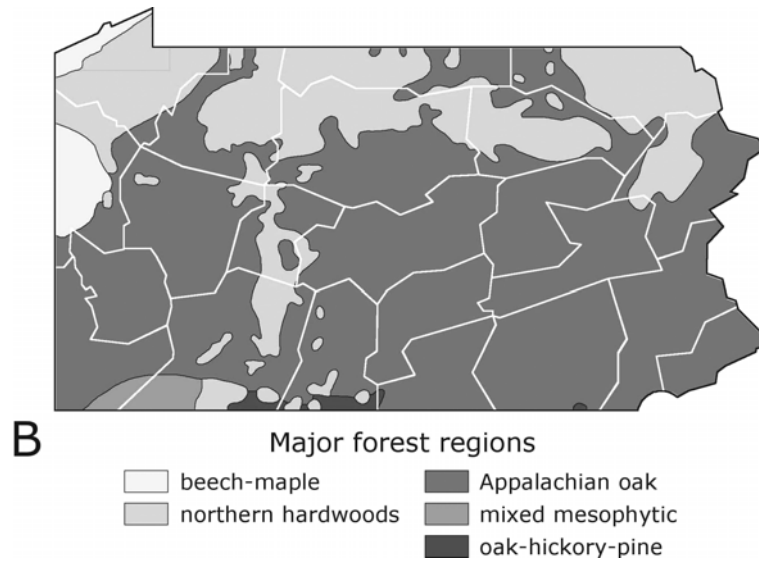 B
Major forest regions
beech-maple
Appalachian oak
northern hardwoods
mixed mesophytic
oak-hickory-pine